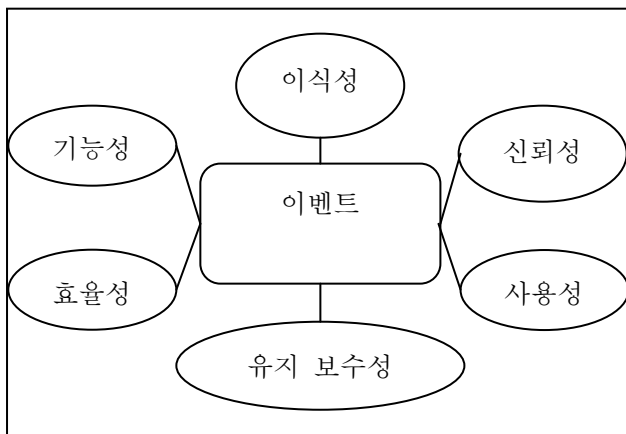 이식성
기능성
신뢰성
이벤트
효율성
사용성
유지 보수성